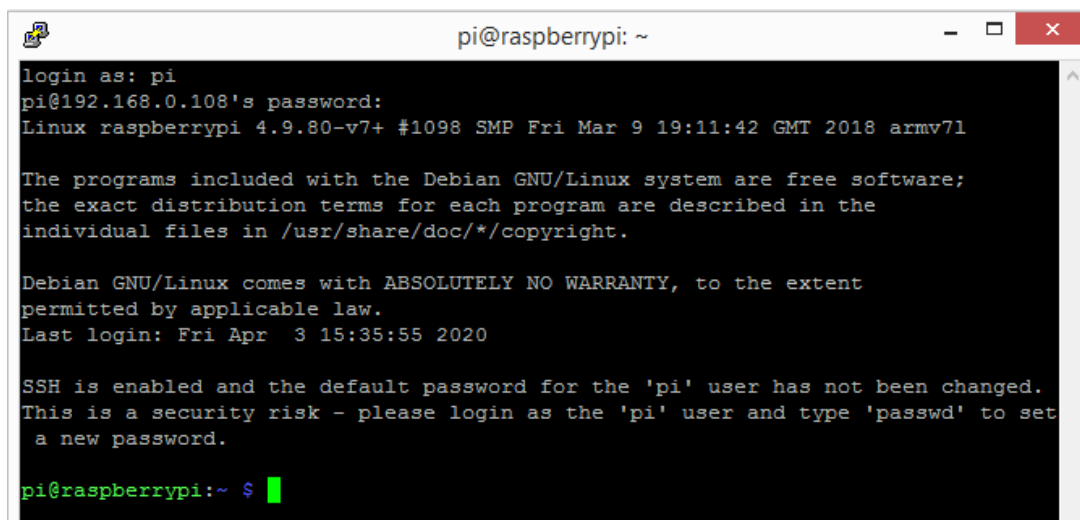 pi@raspberrypi: ~
login as: pi
pi@192.168.0.108's password:
Linux raspberrypi 4.9.80-v7+ #1098 SMP Fri Mar 9 19:11:42 GMT 2018 armv7l
The programs included with the Debian GNU/Linux system are free software;
the exact distribution terms for each program are described in the
individual files in /usr/share/doc/*/copyright.
Debian GNU/Linux comes with ABSOLUTELY NO WARRANTY, to the extent
permitted by applicable law.
Last login: Fri Apr  3 15:35:55 2020
SSH is enabled and the default password for the 'pi' user has not been changed.
This is a security risk - please login as the 'pi' user and type 'passwd' to set
 a new password.
pi@raspberrypi:~ $